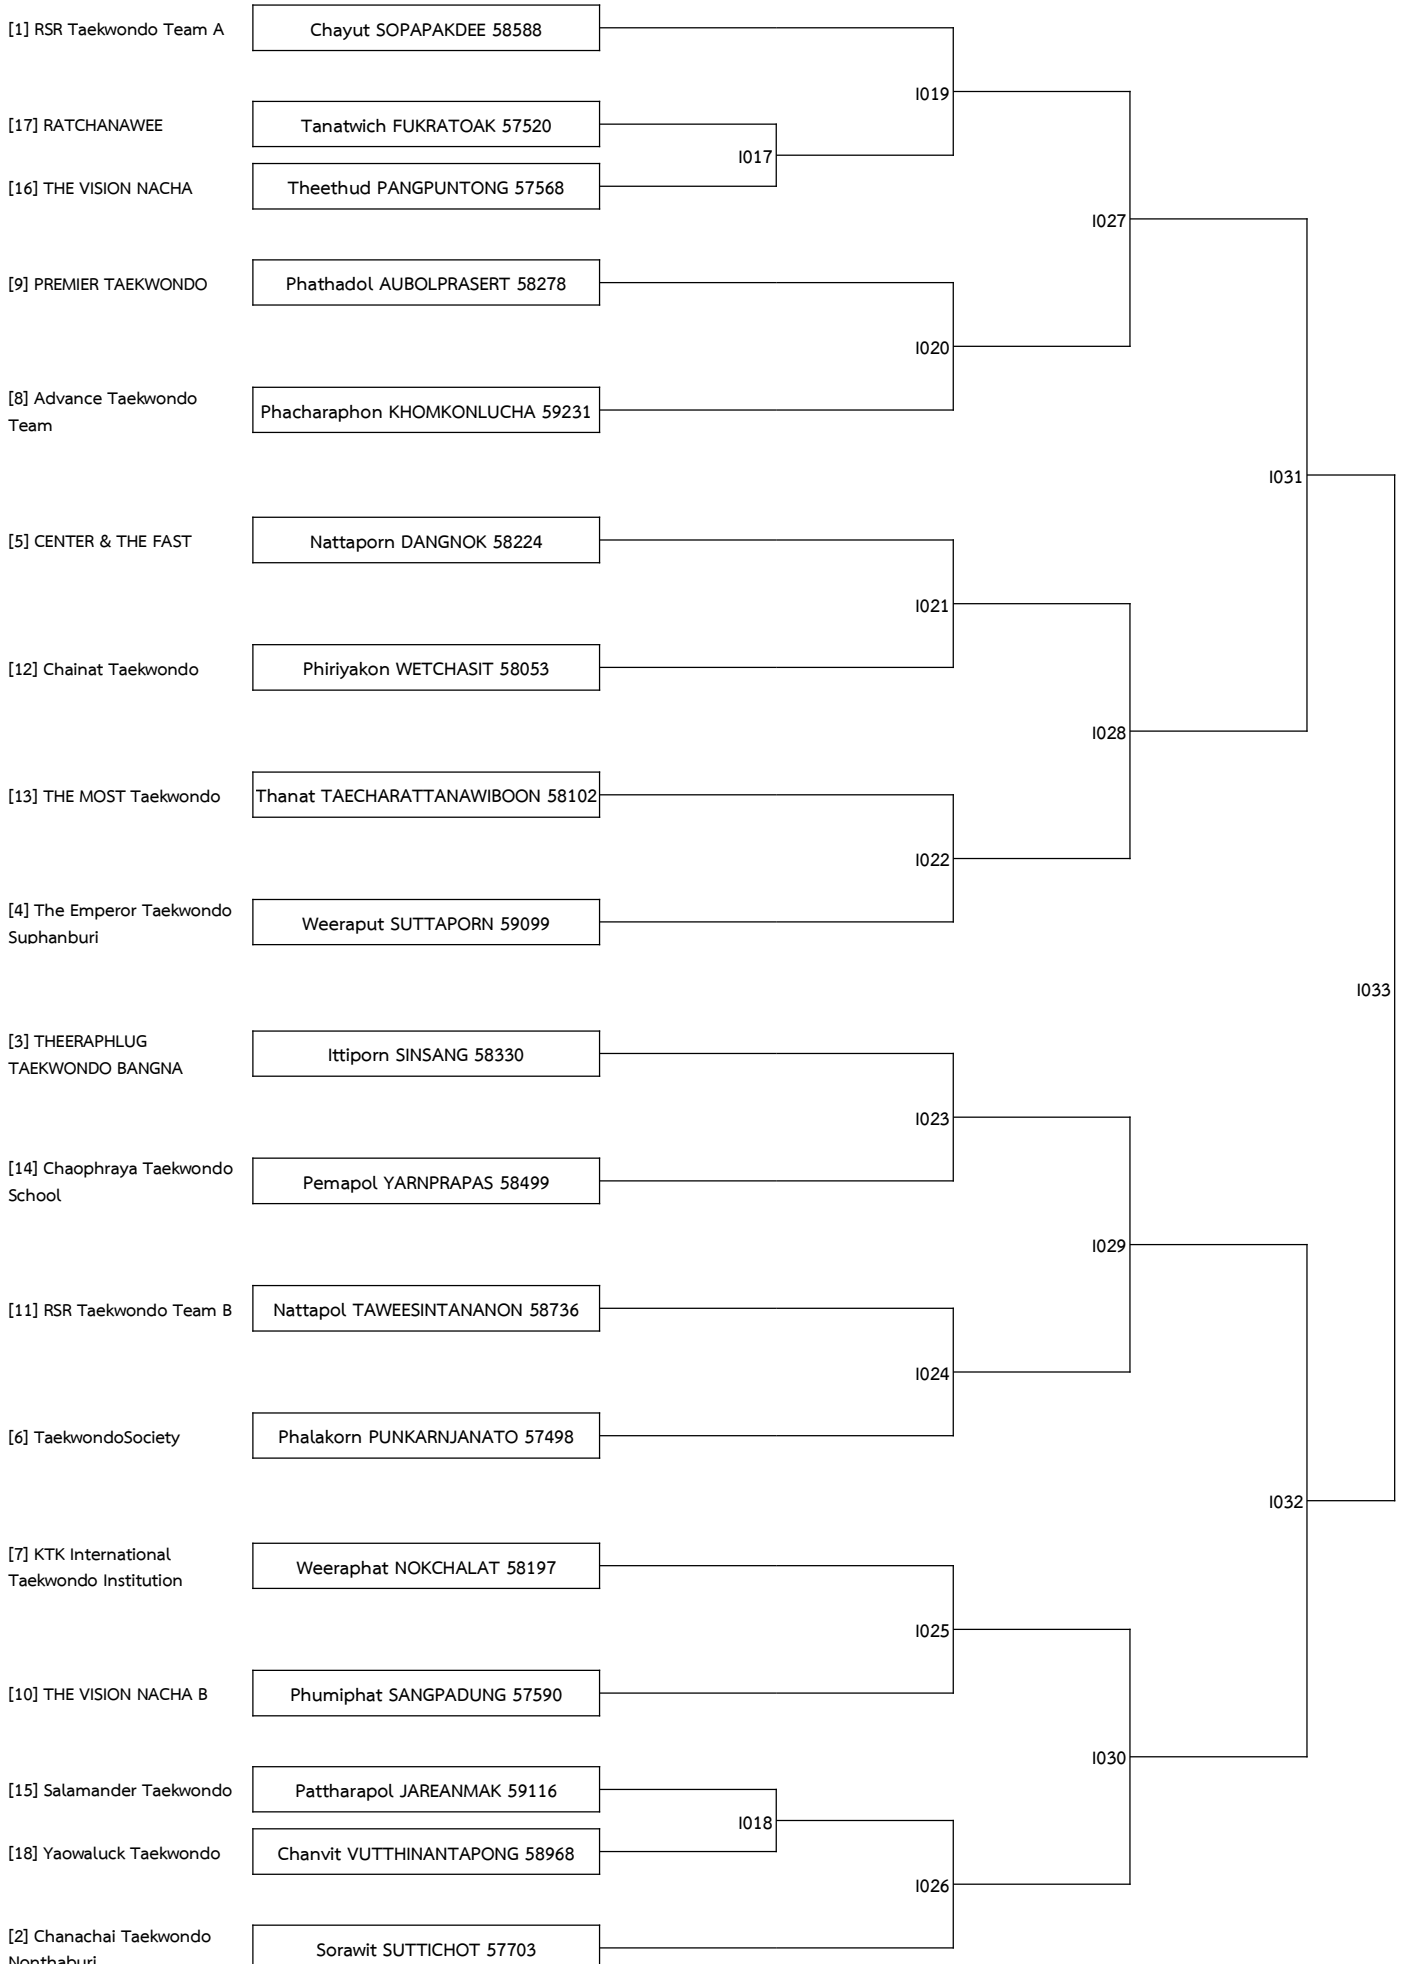 [1] RSR Taekwondo Team A
Chayut SOPAPAKDEE 58588
I019
[17] RATCHANAWEE
Tanatwich FUKRATOAK 57520
I017
[16] THE VISION NACHA
Theethud PANGPUNTONG 57568
I027
[9] PREMIER TAEKWONDO
Phathadol AUBOLPRASERT 58278
I020
[8] Advance Taekwondo
Team
Phacharaphon KHOMKONLUCHA 59231
I031
[5] CENTER & THE FAST
Nattaporn DANGNOK 58224
I021
[12] Chainat Taekwondo
Phiriyakon WETCHASIT 58053
I028
[13] THE MOST Taekwondo
Thanat TAECHARATTANAWIBOON 58102
I022
[4] The Emperor Taekwondo
Suphanburi
Weeraput SUTTAPORN 59099
I033
[3] THEERAPHLUG
TAEKWONDO BANGNA
Ittiporn SINSANG 58330
I023
[14] Chaophraya Taekwondo
School
Pemapol YARNPRAPAS 58499
I029
[11] RSR Taekwondo Team B
Nattapol TAWEESINTANANON 58736
I024
[6] TaekwondoSociety
Phalakorn PUNKARNJANATO 57498
I032
[7] KTK International
Taekwondo Institution
Weeraphat NOKCHALAT 58197
I025
[10] THE VISION NACHA B
Phumiphat SANGPADUNG 57590
I030
[15] Salamander Taekwondo
Pattharapol JAREANMAK 59116
I018
[18] Yaowaluck Taekwondo
Chanvit VUTTHINANTAPONG 58968
I026
[2] Chanachai Taekwondo
Nonthaburi
Sorawit SUTTICHOT 57703